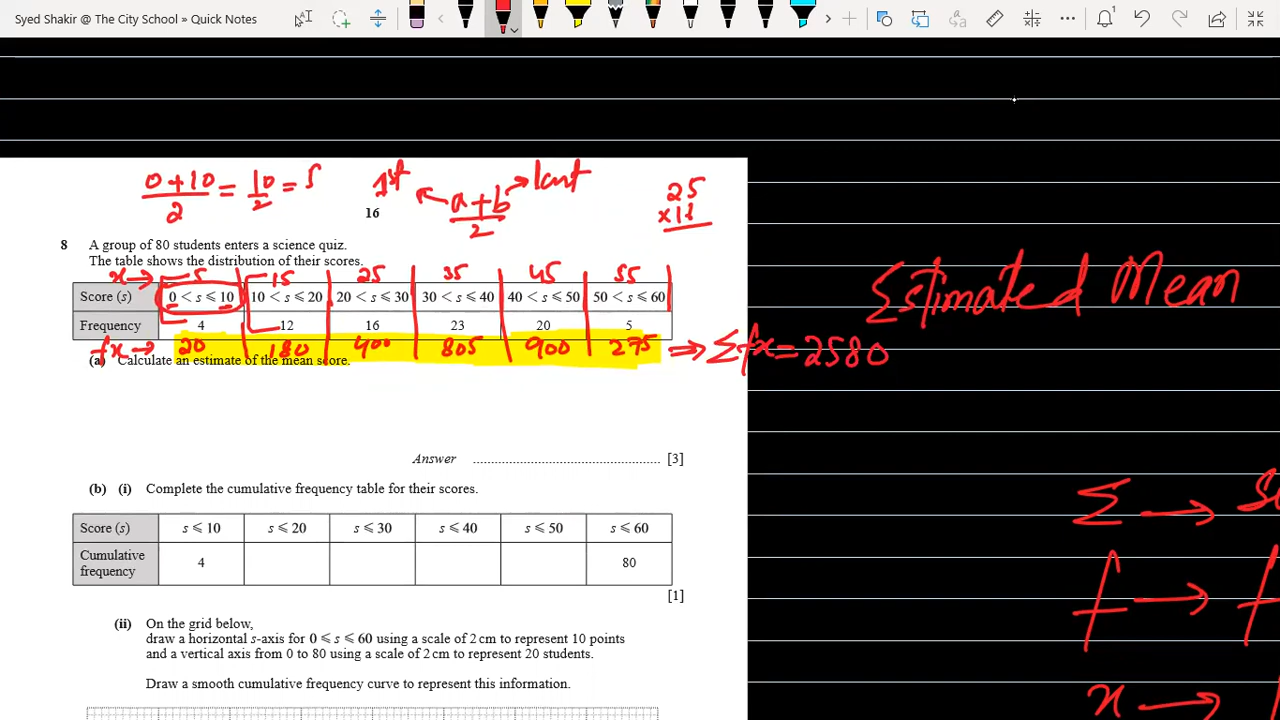 Syed Shakir @ The City School » Quick Notes
0+10/2 = 10/2 = 5
1st ← a+b/2 → last
25
×11
16
8 A group of 80 students enters a science quiz.
The table shows the distribution of their scores.
x → 5 15 25 35 45 55
Score (s) 0 < s ⩽ 10 10 < s ⩽ 20 20 < s ⩽ 30 30 < s ⩽ 40 40 < s ⩽ 50 50 < s ⩽ 60
Frequency 4 12 16 23 20 5
fx → 20 180 400 805 900 275 ⇒ Σfx = 2580
Estimated Mean
(a) Calculate an estimate of the mean score.
Answer ................................................ [3]
(b) (i) Complete the cumulative frequency table for their scores.
Score (s) s ⩽ 10 s ⩽ 20 s ⩽ 30 s ⩽ 40 s ⩽ 50 s ⩽ 60
Cumulative frequency 4 80
[1]
Σ →
f →
x →
(ii) On the grid below,
draw a horizontal s-axis for 0 ⩽ s ⩽ 60 using a scale of 2 cm to represent 10 points
and a vertical axis from 0 to 80 using a scale of 2 cm to represent 20 students.
Draw a smooth cumulative frequency curve to represent this information.